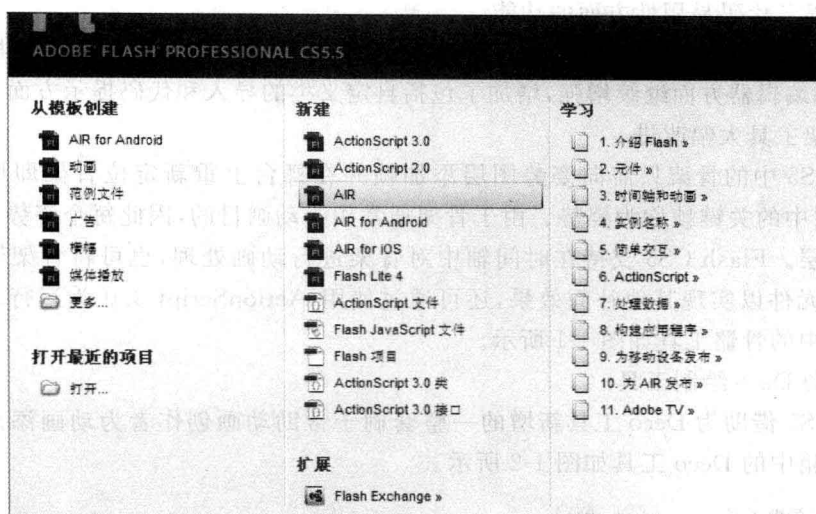 ADOBE FLASH PROFESSIONAL CS5.5
从模板创建
AIR for Android
动画
范例文件
广告
横幅
媒体播放
更多...
打开最近的项目
打开...
新建
ActionScript 3.0
ActionScript 2.0
AIR
AIR for Android
AIR for iOS
Flash Lite 4
ActionScript 文件
Flash JavaScript 文件
Flash 项目
ActionScript 3.0 类
ActionScript 3.0 接口
扩展
Flash Exchange »
学习
1. 介绍 Flash »
2. 元件 »
3. 时间轴和动画 »
4. 实例名称 »
5. 简单交互 »
6. ActionScript »
7. 处理数据 »
8. 构建应用程序 »
9. 为移动设备发布 »
10. 为 AIR 发布 »
11. Adobe TV »